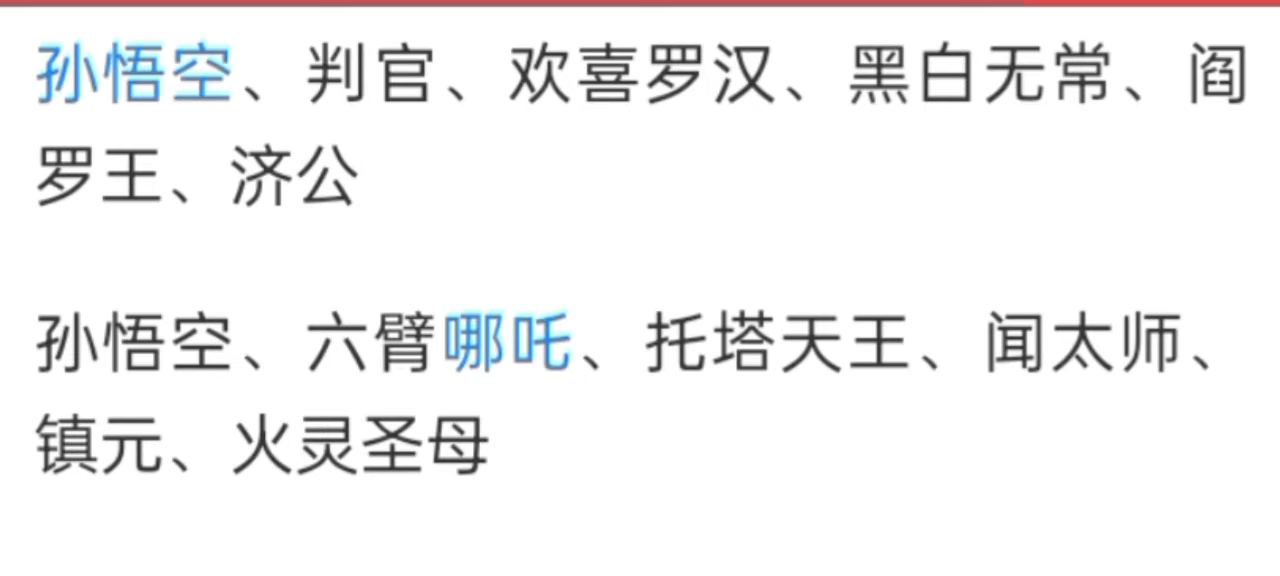 孙悟空、判官、欢喜罗汉、黑白无常、阎
罗王、济公
孙悟空、六臂哪吒、托塔天王、闻太师、
镇元、火灵圣母